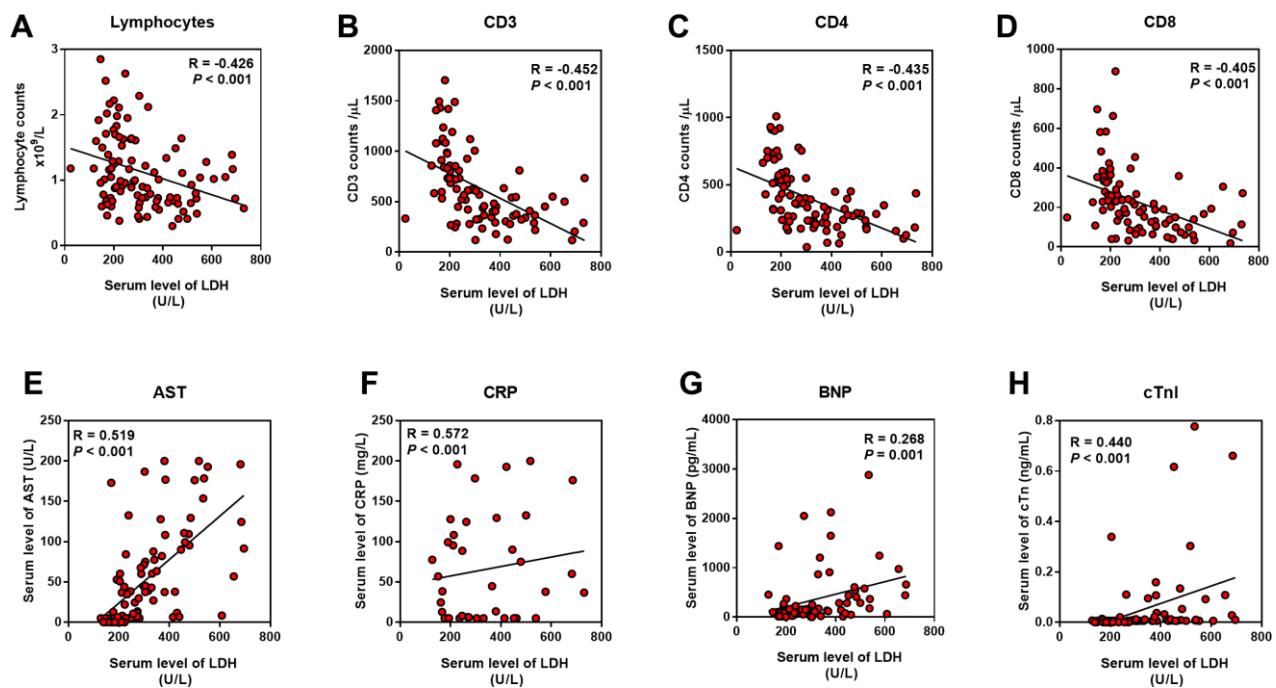 A
Lymphocytes
R = -0.426
P < 0.001
Lymphocyte counts
x10⁹/L
3
2
1
0
0 200 400 600 800
Serum level of LDH
(U/L)
B
CD3
R = -0.452
P < 0.001
CD3 counts /μL
2000
1500
1000
500
0
0 200 400 600 800
Serum level of LDH
(U/L)
C
CD4
R = -0.435
P < 0.001
CD4 counts /μL
1500
1000
500
0
0 200 400 600 800
Serum level of LDH
(U/L)
D
CD8
R = -0.405
P < 0.001
CD8 counts /μL
1000
800
600
400
200
0
0 200 400 600 800
Serum level of LDH
(U/L)
E
AST
R = 0.519
P < 0.001
Serum level of AST (U/L)
250
200
150
100
50
0
0 200 400 600 800
Serum level of LDH
(U/L)
F
CRP
R = 0.572
P < 0.001
Serum level of CRP (mg/L)
250
200
150
100
50
0
0 200 400 600 800
Serum level of LDH
(U/L)
G
BNP
R = 0.268
P = 0.001
Serum level of BNP (pg/mL)
4000
3000
2000
1000
0
0 200 400 600 800
Serum level of LDH
(U/L)
H
cTnI
R = 0.440
P < 0.001
Serum level of cTn (ng/mL)
0.8
0.6
0.4
0.2
0.0
0 200 400 600 800
Serum level of LDH
(U/L)